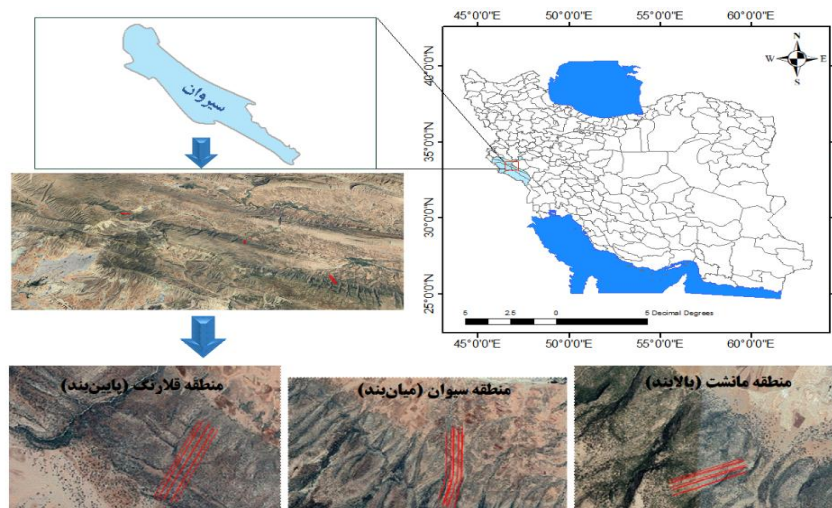 سیروان
45°0'0"E 50°0'0"E 55°0'0"E 60°0'0"E
N
W E
S
40°0'0"N
35°0'0"N
30°0'0"N
25°0'0"N
5 2.5 0 5 Decimal Degrees
45°0'0"E 50°0'0"E 55°0'0"E 60°0'0"E
منطقه مانشت (بالابند)
منطقه سیوان (میان‌بند)
منطقه قلارنگ (پایین‌بند)